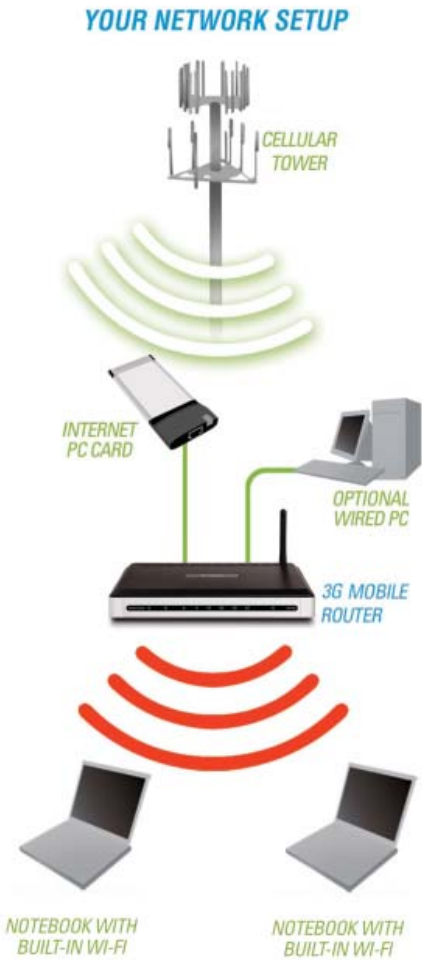 YOUR NETWORK SETUP
CELLULAR
TOWER
INTERNET
PC CARD
OPTIONAL
WIRED PC
3G MOBILE
ROUTER
NOTEBOOK WITH
BUILT-IN WI-FI
NOTEBOOK WITH
BUILT-IN WI-FI